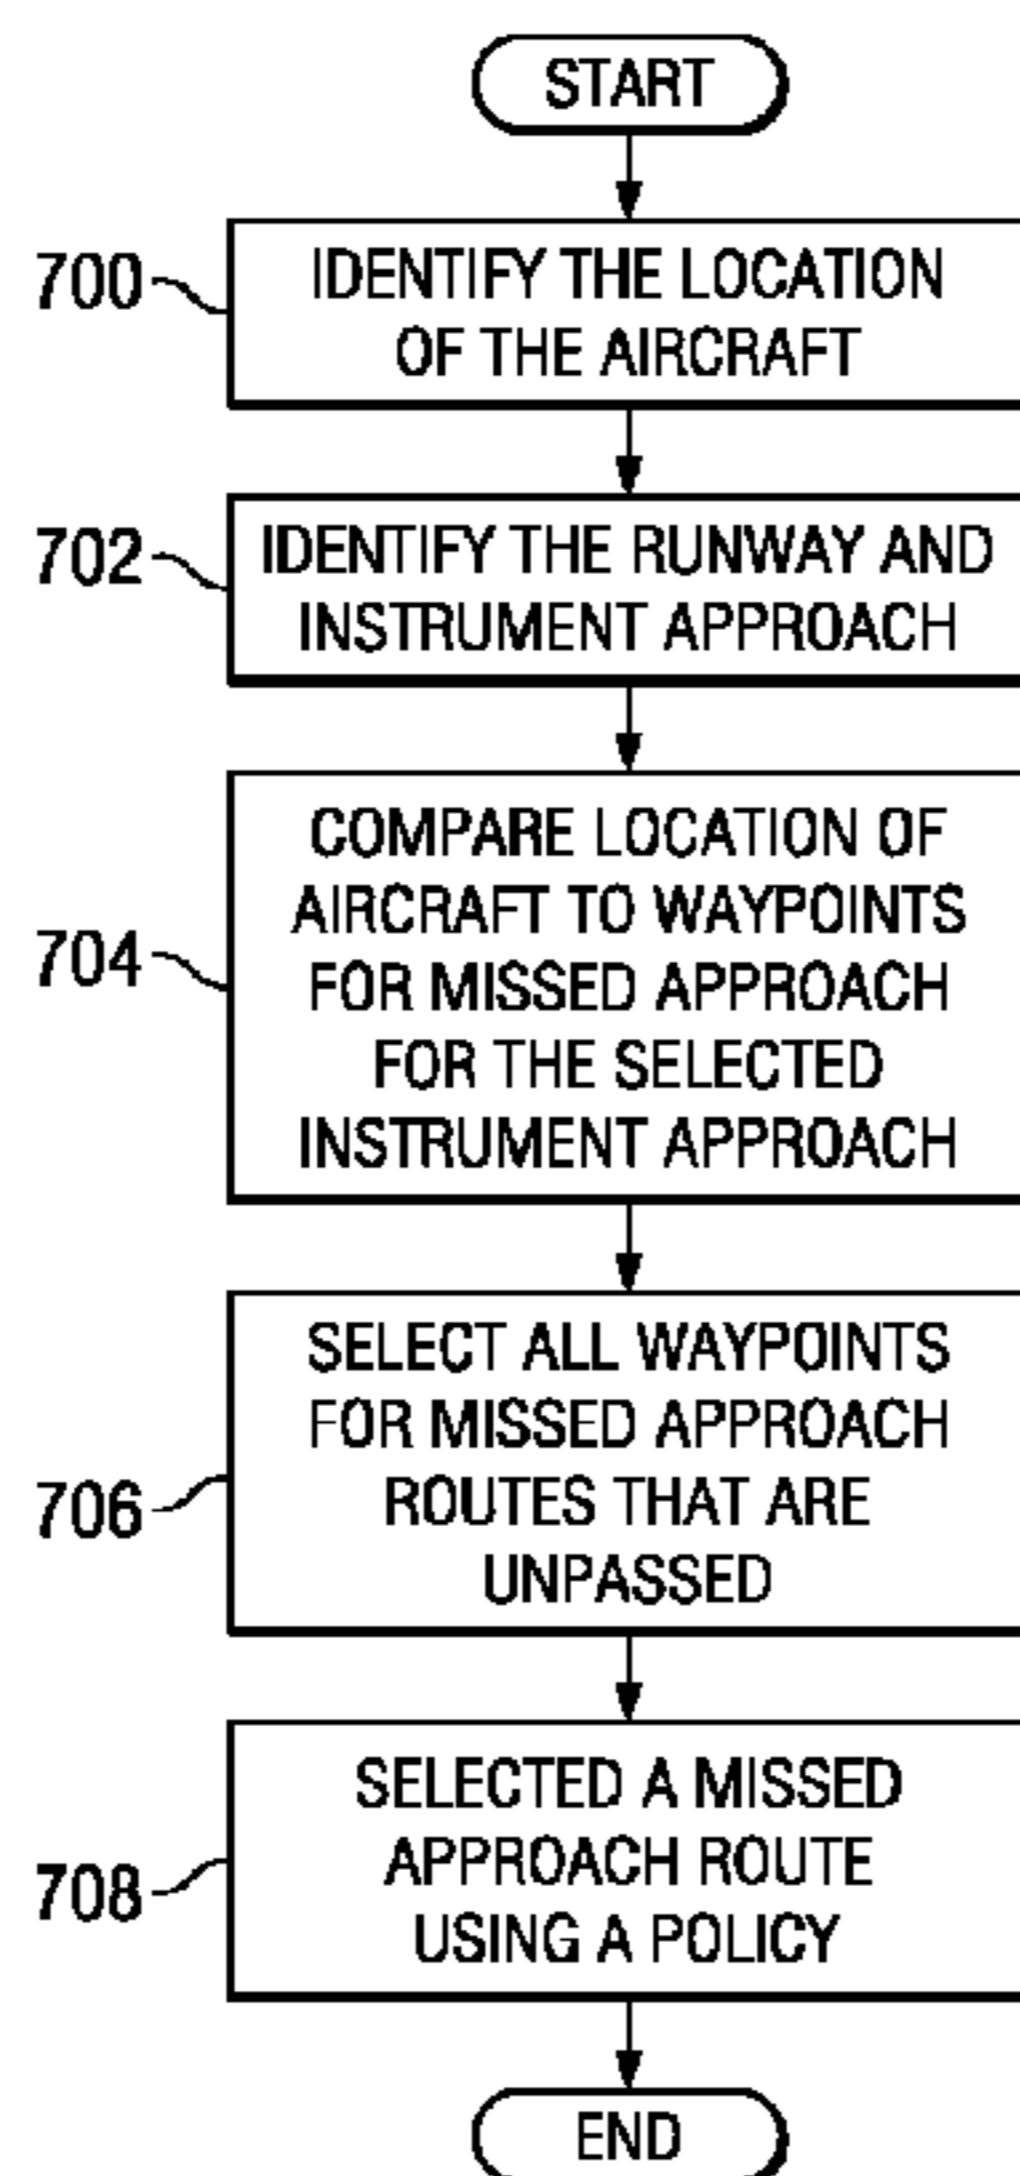 START
700
IDENTIFY THE LOCATION
OF THE AIRCRAFT
702
IDENTIFY THE RUNWAY AND
INSTRUMENT APPROACH
704
COMPARE LOCATION OF
AIRCRAFT TO WAYPOINTS
FOR MISSED APPROACH
FOR THE SELECTED
INSTRUMENT APPROACH
706
SELECT ALL WAYPOINTS
FOR MISSED APPROACH
ROUTES THAT ARE
UNPASSED
708
SELECTED A MISSED
APPROACH ROUTE
USING A POLICY
END